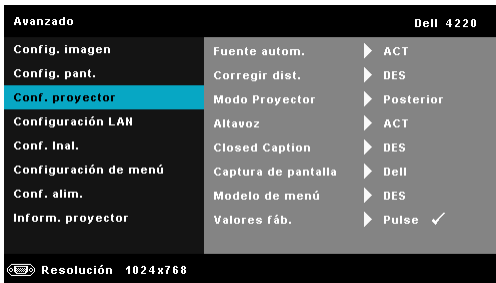 Avanzado Dell 4220
Config. imagen
Config. pant.
Conf. proyector
Configuración LAN
Conf. Inal.
Configuración de menú
Conf. alim.
Inform. proyector
Fuente autom. ACT
Corregir dist. DES
Modo Proyector Posterior
Altavoz ACT
Closed Caption DES
Captura de pantalla Dell
Modelo de menú DES
Valores fáb. Pulse
Resolución 1024x768